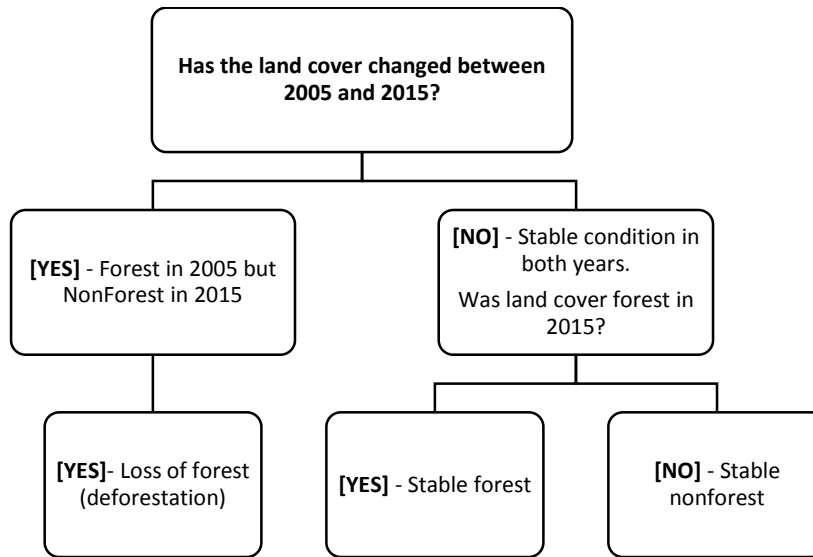 Has the land cover changed between
2005 and 2015?
[YES] - Forest in 2005 but
NonForest in 2015
[NO] - Stable condition in
both years.
Was land cover forest in
2015?
[YES]- Loss of forest
(deforestation)
[YES] - Stable forest
[NO] - Stable
nonforest